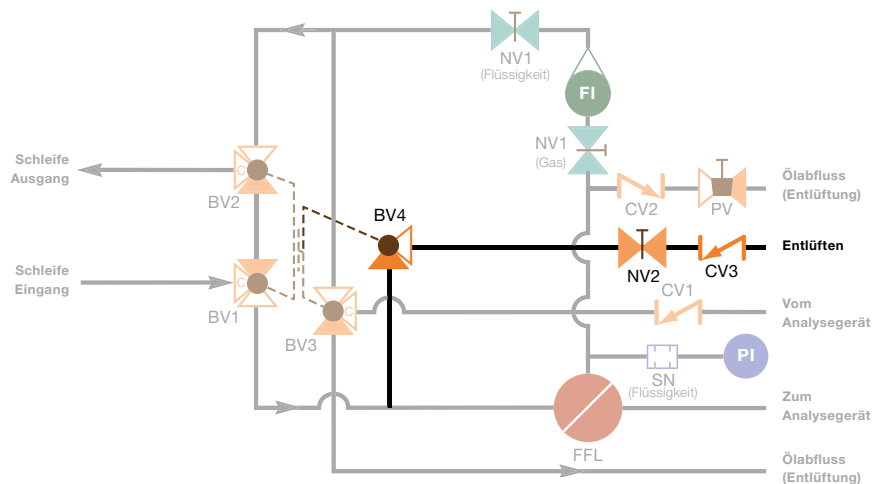 NV1
(Flüssigkeit)
FI
NV1
(Gas)
Schleife
Ausgang
C
BV2
CV2
PV
Ölabfluss
(Entlüftung)
BV4
Entlüften
NV2
CV3
Schleife
Eingang
C
BV1
CV1
C
BV3
Vom
Analysegerät
PI
SN
(Flüssigkeit)
Zum
Analysegerät
FFL
Ölabfluss
(Entlüftung)